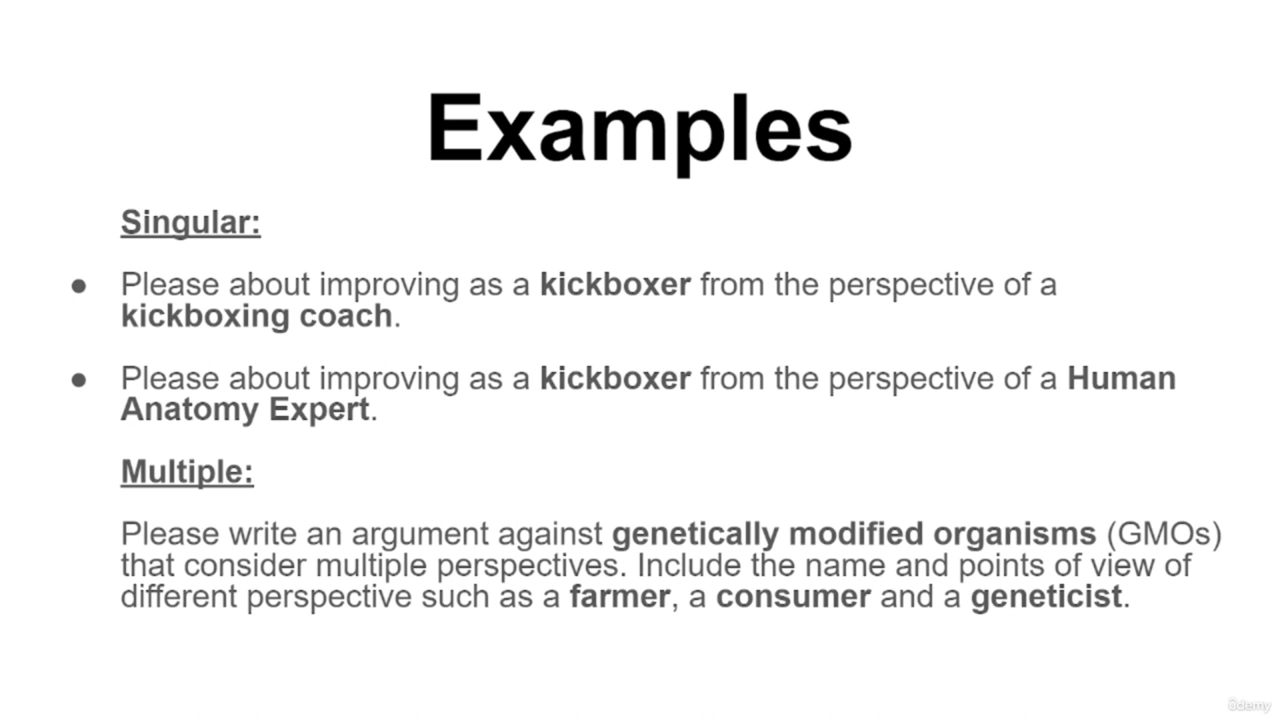 Examples
Singular:
● Please about improving as a kickboxer from the perspective of a
kickboxing coach.
● Please about improving as a kickboxer from the perspective of a Human
Anatomy Expert.
Multiple:
Please write an argument against genetically modified organisms (GMOs)
that consider multiple perspectives. Include the name and points of view of
different perspective such as a farmer, a consumer and a geneticist.
ûdemy